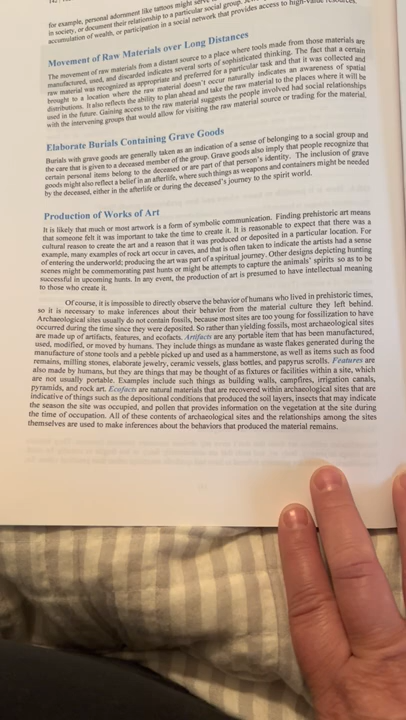 for example, personal adornment like tattoos might
in society, or document their relationship to a particular social group.
accumulation of wealth, or participation in a social network that provides access to high-value resources.
Movement of Raw Materials over Long Distances
The movement of raw materials from a distant source to a place where tools made from those materials are
manufactured, used, and discarded indicates several sorts of sophisticated thinking. The fact that a certain
raw material was recognized as appropriate and preferred for a particular task and that it was collected and
brought to a location where the raw material doesn't occur naturally indicates an awareness of spatial
distributions. It also reflects the ability to plan ahead and take the raw material to the places where it will be
used in the future. Gaining access to the raw material suggests the people involved had social relationships
with the intervening groups that would allow for visiting the raw material source or trading for the material.
Elaborate Burials Containing Grave Goods
Burials with grave goods are generally taken as an indication of a sense of belonging to a social group and
the care that is given to a deceased member of the group. Grave goods also imply that people recognize that
certain personal items belong to the deceased or are part of that person's identity. The inclusion of grave
goods might also reflect a belief in an afterlife, where such things as weapons and containers might be needed
by the deceased, either in the afterlife or during the deceased's journey to the spirit world.
Production of Works of Art
It is likely that much or most artwork is a form of symbolic communication. Finding prehistoric art means
that someone felt it was important to take the time to create it. It is reasonable to expect that there was a
cultural reason to create the art and a reason that it was produced or deposited in a particular location. For
example, many examples of rock art occur in caves, and that is often taken to indicate the artists had a sense
of entering the underworld; producing the art was part of a spiritual journey. Other designs depicting hunting
scenes might be commemorating past hunts or might be attempts to capture the animals' spirits so as to be
successful in upcoming hunts. In any event, the production of art is presumed to have intellectual meaning
to those who create it.
Of course, it is impossible to directly observe the behavior of humans who lived in prehistoric times,
so it is necessary to make inferences about their behavior from the material culture they left behind.
Archaeological sites usually do not contain fossils, because most sites are too young for fossilization to have
occurred during the time since they were deposited. So rather than yielding fossils, most archaeological sites
are made up of artifacts, features, and ecofacts. Artifacts are any portable item that has been manufactured,
used, modified, or moved by humans. They include things as mundane as waste flakes generated during the
manufacture of stone tools and a pebble picked up and used as a hammerstone, as well as items such as food
remains, milling stones, elaborate jewelry, ceramic vessels, glass bottles, and papyrus scrolls. Features are
also made by humans, but they are things that may be thought of as fixtures or facilities within a site, which
are not usually portable. Examples include such things as building walls, campfires, irrigation canals,
pyramids, and rock art. Ecofacts are natural materials that are recovered within archaeological sites that are
indicative of things such as the depositional conditions that produced the soil layers, insects that may indicate
the season the site was occupied, and pollen that provides information on the vegetation at the site during
the time of occupation. All of these contents of archaeological sites and the relationships among the sites
themselves are used to make inferences about the behaviors that produced the material remains.